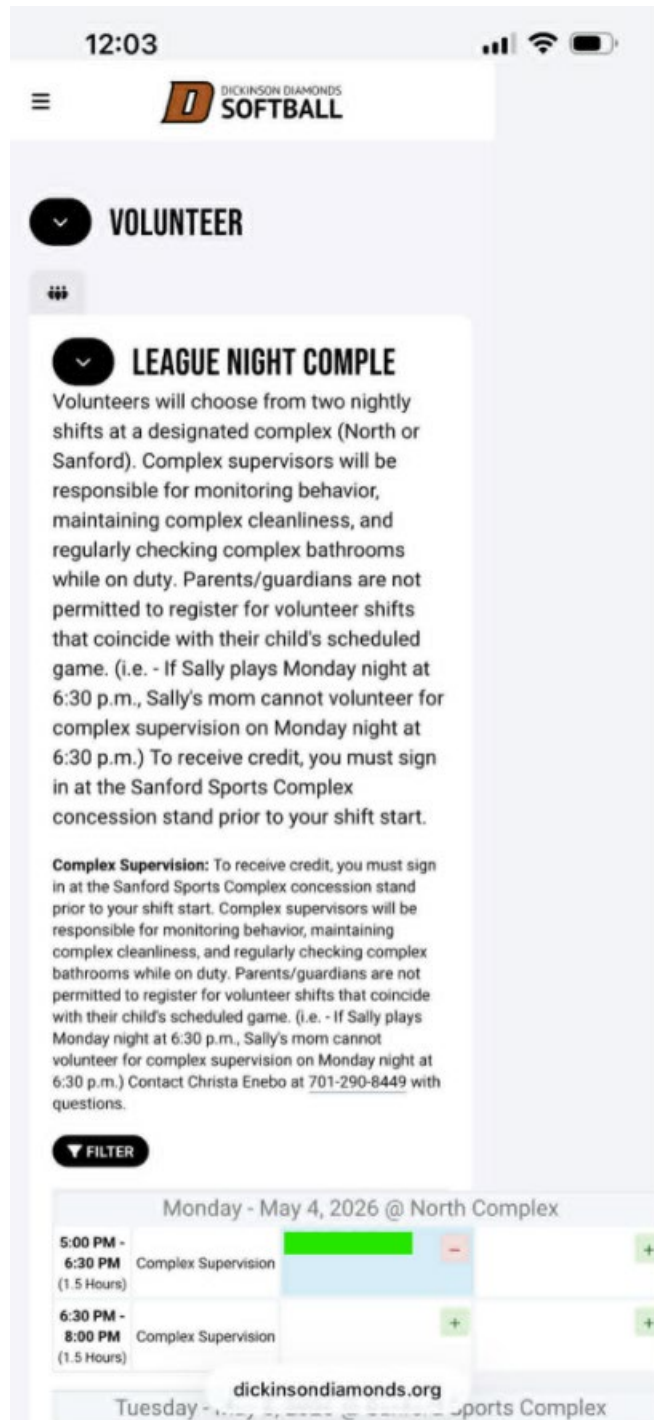 12:03
DICKINSON DIAMONDS
SOFTBALL
VOLUNTEER
LEAGUE NIGHT COMPLE
Volunteers will choose from two nightly
shifts at a designated complex (North or
Sanford). Complex supervisors will be
responsible for monitoring behavior,
maintaining complex cleanliness, and
regularly checking complex bathrooms
while on duty. Parents/guardians are not
permitted to register for volunteer shifts
that coincide with their child's scheduled
game. (i.e. - If Sally plays Monday night at
6:30 p.m., Sally's mom cannot volunteer for
complex supervision on Monday night at
6:30 p.m.) To receive credit, you must sign
in at the Sanford Sports Complex
concession stand prior to your shift start.
Complex Supervision: To receive credit, you must sign
in at the Sanford Sports Complex concession stand
prior to your shift start. Complex supervisors will be
responsible for monitoring behavior, maintaining
complex cleanliness, and regularly checking complex
bathrooms while on duty. Parents/guardians are not
permitted to register for volunteer shifts that coincide
with their child's scheduled game. (i.e. - If Sally plays
Monday night at 6:30 p.m., Sally's mom cannot
volunteer for complex supervision on Monday night at
6:30 p.m.) Contact Christa Enebo at 701-290-8449 with
questions.
FILTER
Monday - May 4, 2026 @ North Complex
5:00 PM -
6:30 PM Complex Supervision - +
(1.5 Hours)
6:30 PM -
8:00 PM Complex Supervision + +
(1.5 Hours)
dickinsondiamonds.org
Tuesday - Sports Complex